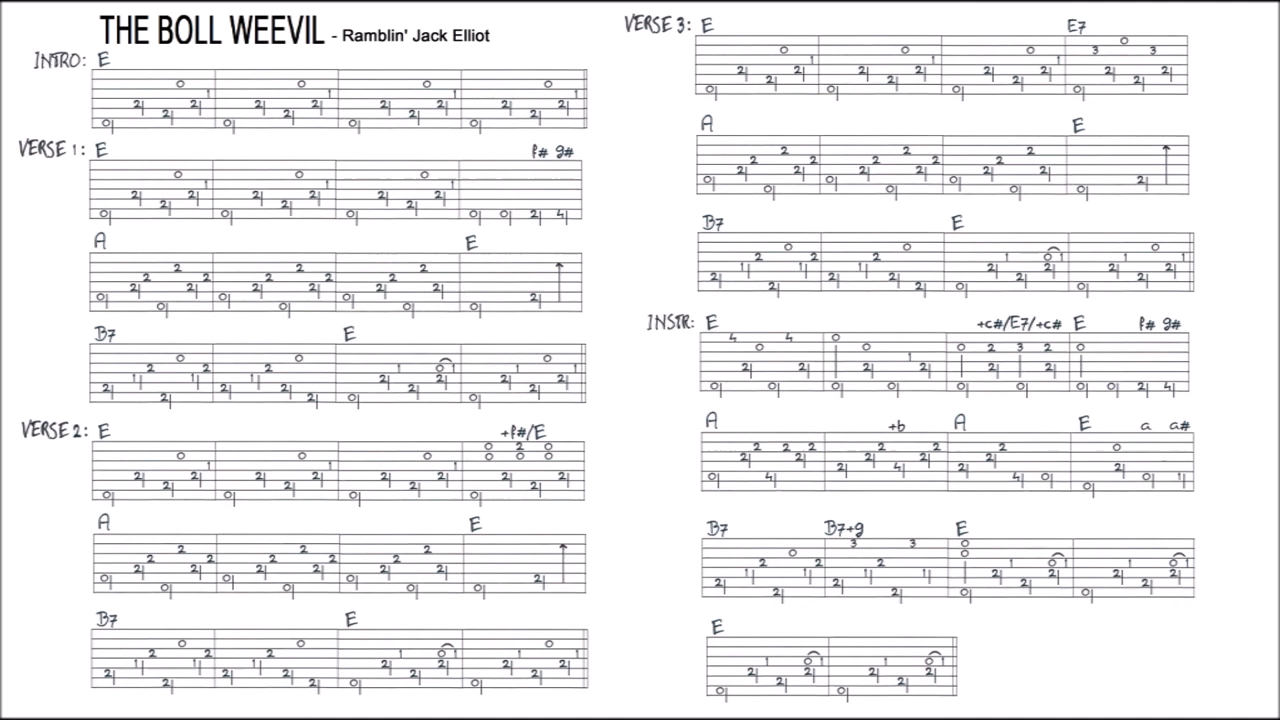 THE BOLL WEEVIL - Ramblin' Jack Elliot
INTRO: E
VERSE 1: E f# g#
A E
B7 E
VERSE 2: E +f#/E
A E
B7 E
VERSE 3: E E7
A E
B7 E
INSTR: E +c#/E7/+c# E f# g#
A +b A E a a#
B7 B7+g E
E